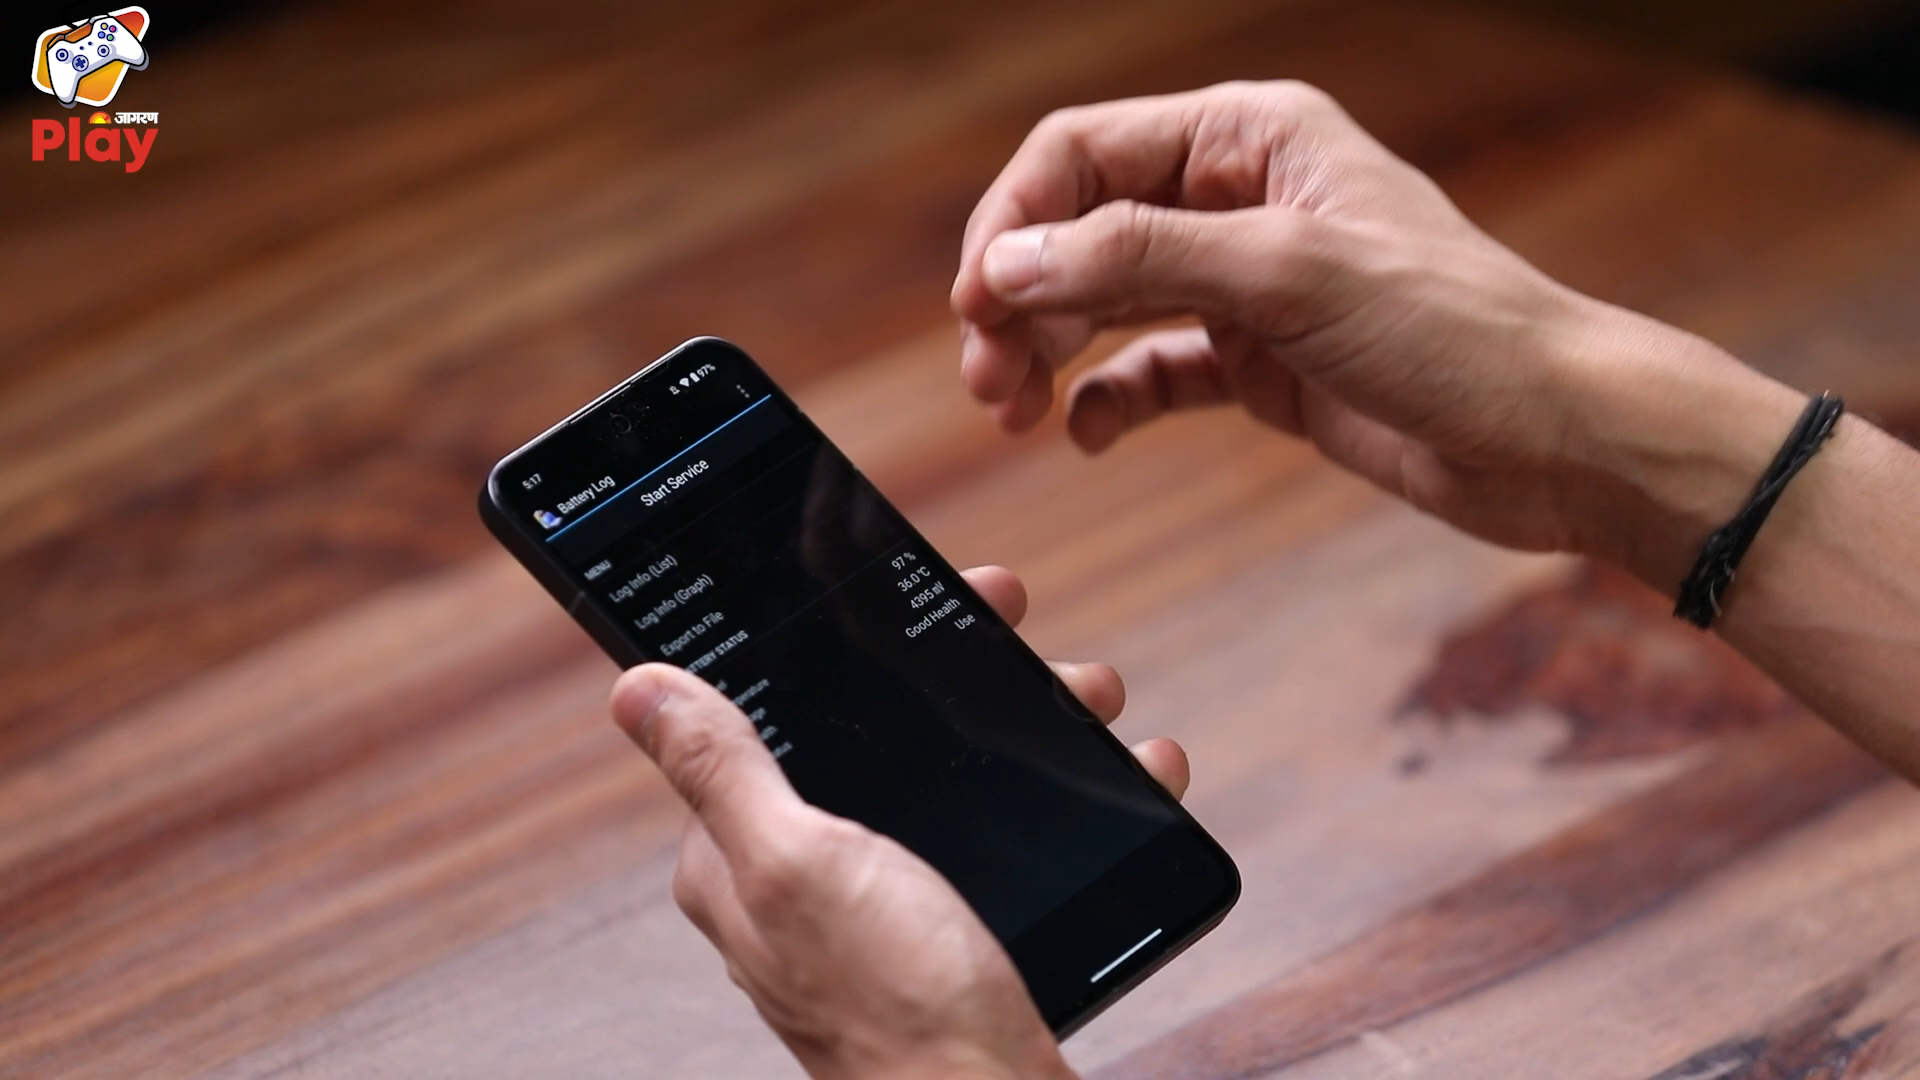 जागरण
Play
97%
5:17
Battery Log
Start Service
MENU
Log Info (List)
Log Info (Graph)
Export to File
97 %
36.0 °C
4395 mV
Good Health
Use